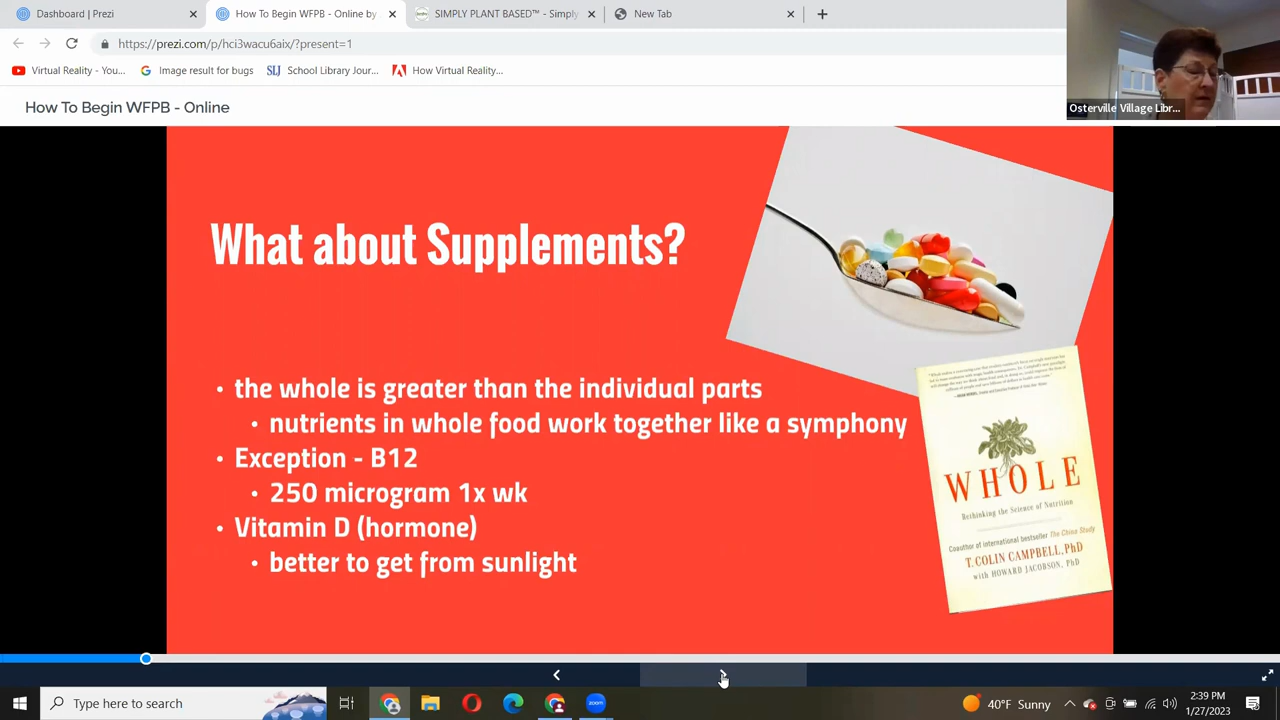 Dashboard | Prezi
How To Begin WFPB - Online by
SIMPLY PLANT BASED™ - Simply
New Tab
https://prezi.com/p/hci3wacu6aix/?present=1
Virtual Reality - You...
Image result for bugs
SLJ
School Library Jour...
How Virtual Reality...
How To Begin WFPB - Online
Osterville Village Libr...
What about Supplements?
• the whole is greater than the individual parts
• nutrients in whole food work together like a symphony
• Exception - B12
• 250 microgram 1x wk
• Vitamin D (hormone)
• better to get from sunlight
WHOLE
Rethinking the Science of Nutrition
Coauthor of international bestseller The China Study
T. COLIN CAMPBELL, PhD
with HOWARD JACOBSON, PhD
Type here to search
zoom
40°F Sunny
2:39 PM
1/27/2023